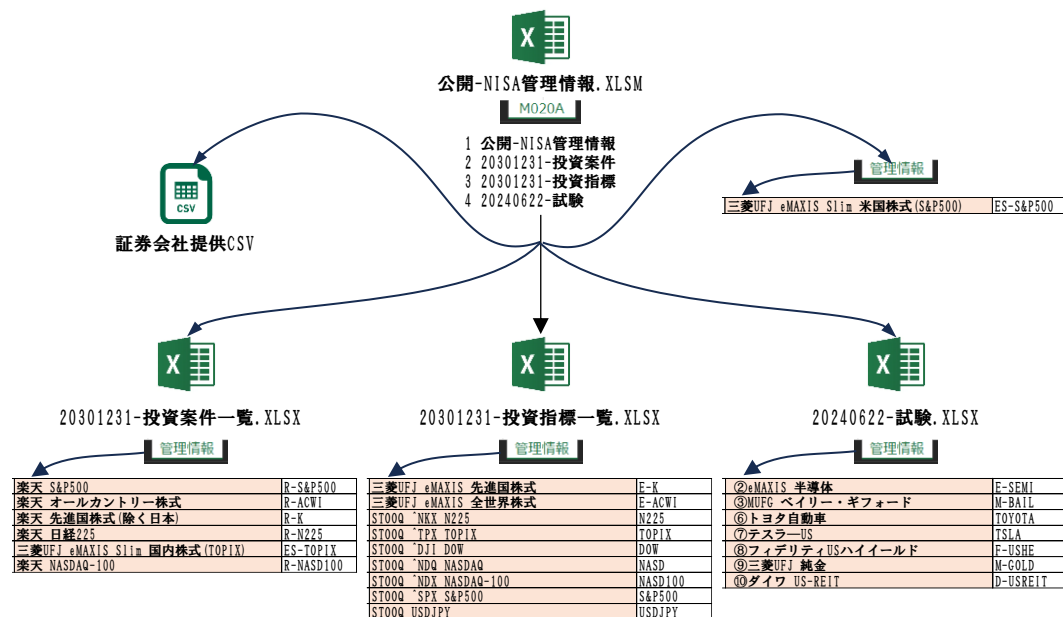 公開-NISA管理情報.XLSM
M020A
1 公開-NISA管理情報
2 20301231-投資案件
3 20301231-投資指標
4 20240622-試験
CSV
証券会社提供CSV
管理情報
三菱UFJ eMAXIS Slim 米国株式(S&P500) ES-S&P500
20301231-投資案件一覧.XLSX
管理情報
楽天 S&P500 R-S&P500
楽天 オールカントリー株式 R-ACWI
楽天 先進国株式(除く日本) R-K
楽天 日経225 R-N225
三菱UFJ eMAXIS Slim 国内株式(TOPIX) ES-TOPIX
楽天 NASDAQ-100 R-NASD100
20301231-投資指標一覧.XLSX
管理情報
三菱UFJ eMAXIS 先進国株式 E-K
三菱UFJ eMAXIS 全世界株式 E-ACWI
STOOQ ^NKX N225 N225
STOOQ ^TPX TOPIX TOPIX
STOOQ ^DJI DOW DOW
STOOQ ^NDQ NASDAQ NASD
STOOQ ^NDX NASDAQ-100 NASD100
STOOQ ^SPX S&P500 S&P500
STOOQ USDJPY USDJPY
20240622-試験.XLSX
管理情報
②eMAXIS 半導体 E-SEMI
③MUFG ベイリー・ギフォード M-BAIL
⑥トヨタ自動車 TOYOTA
⑦テスラ―US TSLA
⑧フィデリティUSハイイールド F-USHE
⑨三菱UFJ 純金 M-GOLD
⑩ダイワ US-REIT D-USREIT